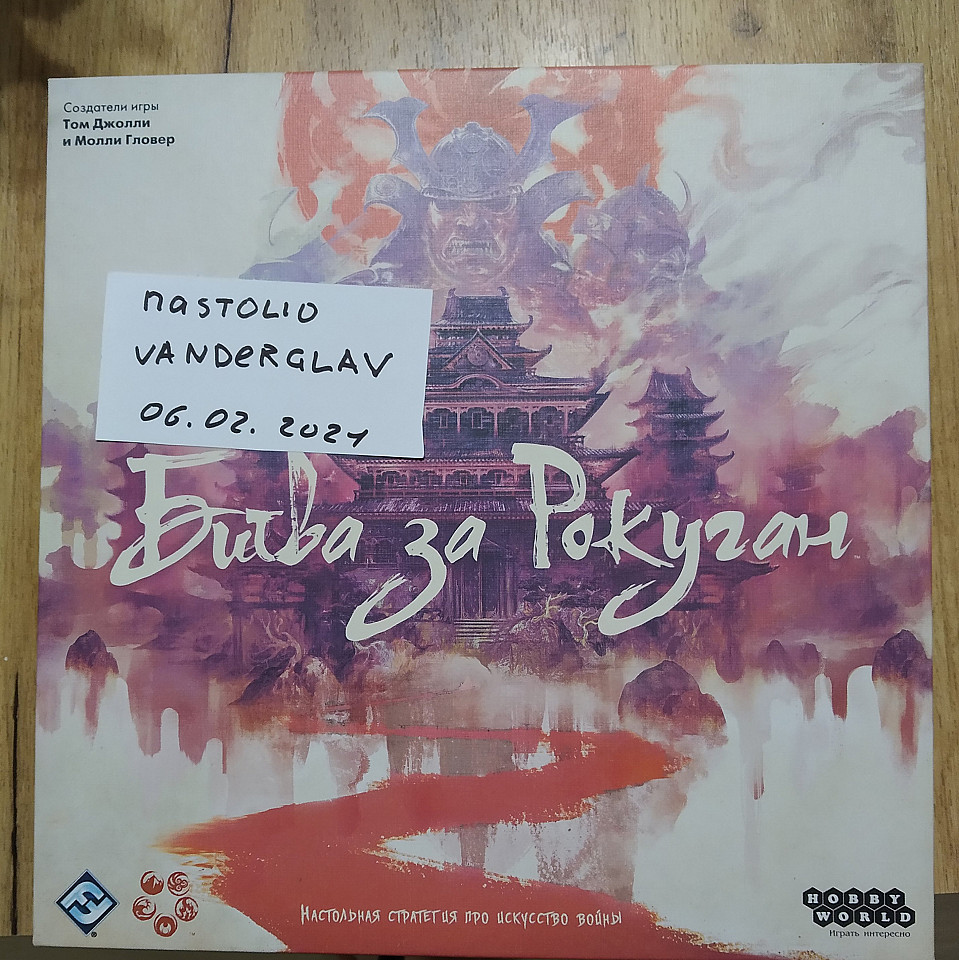 Создатели игры
Том Джолли
и Молли Гловер
nastolio
VANDERGLAV
06.02.2021
Битва за Рокуган
Настольная стратегия про искусство войны
HOBBY
WORLD
Играть интересно